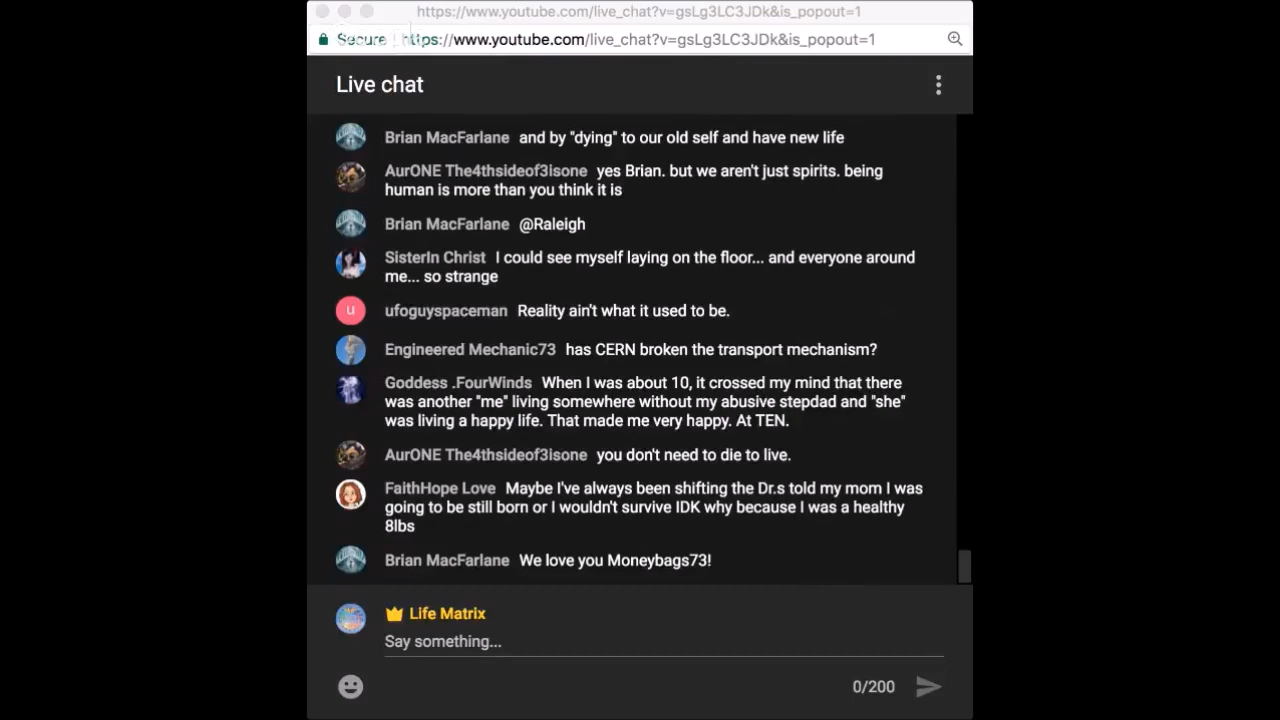 https://www.youtube.com/live_chat?v=gsLg3LC3JDk&is_popout=1
Secure https://www.youtube.com/live_chat?v=gsLg3LC3JDk&is_popout=1
Live chat
Brian MacFarlane and by "dying" to our old self and have new life
AurONE The4thsideof3isone yes Brian. but we aren't just spirits. being
human is more than you think it is
Brian MacFarlane @Raleigh
SisterIn Christ I could see myself laying on the floor... and everyone around
me... so strange
u
ufoguyspaceman Reality ain't what it used to be.
Engineered Mechanic73 has CERN broken the transport mechanism?
Goddess .FourWinds When I was about 10, it crossed my mind that there
was another "me" living somewhere without my abusive stepdad and "she"
was living a happy life. That made me very happy. At TEN.
AurONE The4thsideof3isone you don't need to die to live.
FaithHope Love Maybe I've always been shifting the Dr.s told my mom I was
going to be still born or I wouldn't survive IDK why because I was a healthy
8lbs
Brian MacFarlane We love you Moneybags73!
Life Matrix
Say something...
0/200